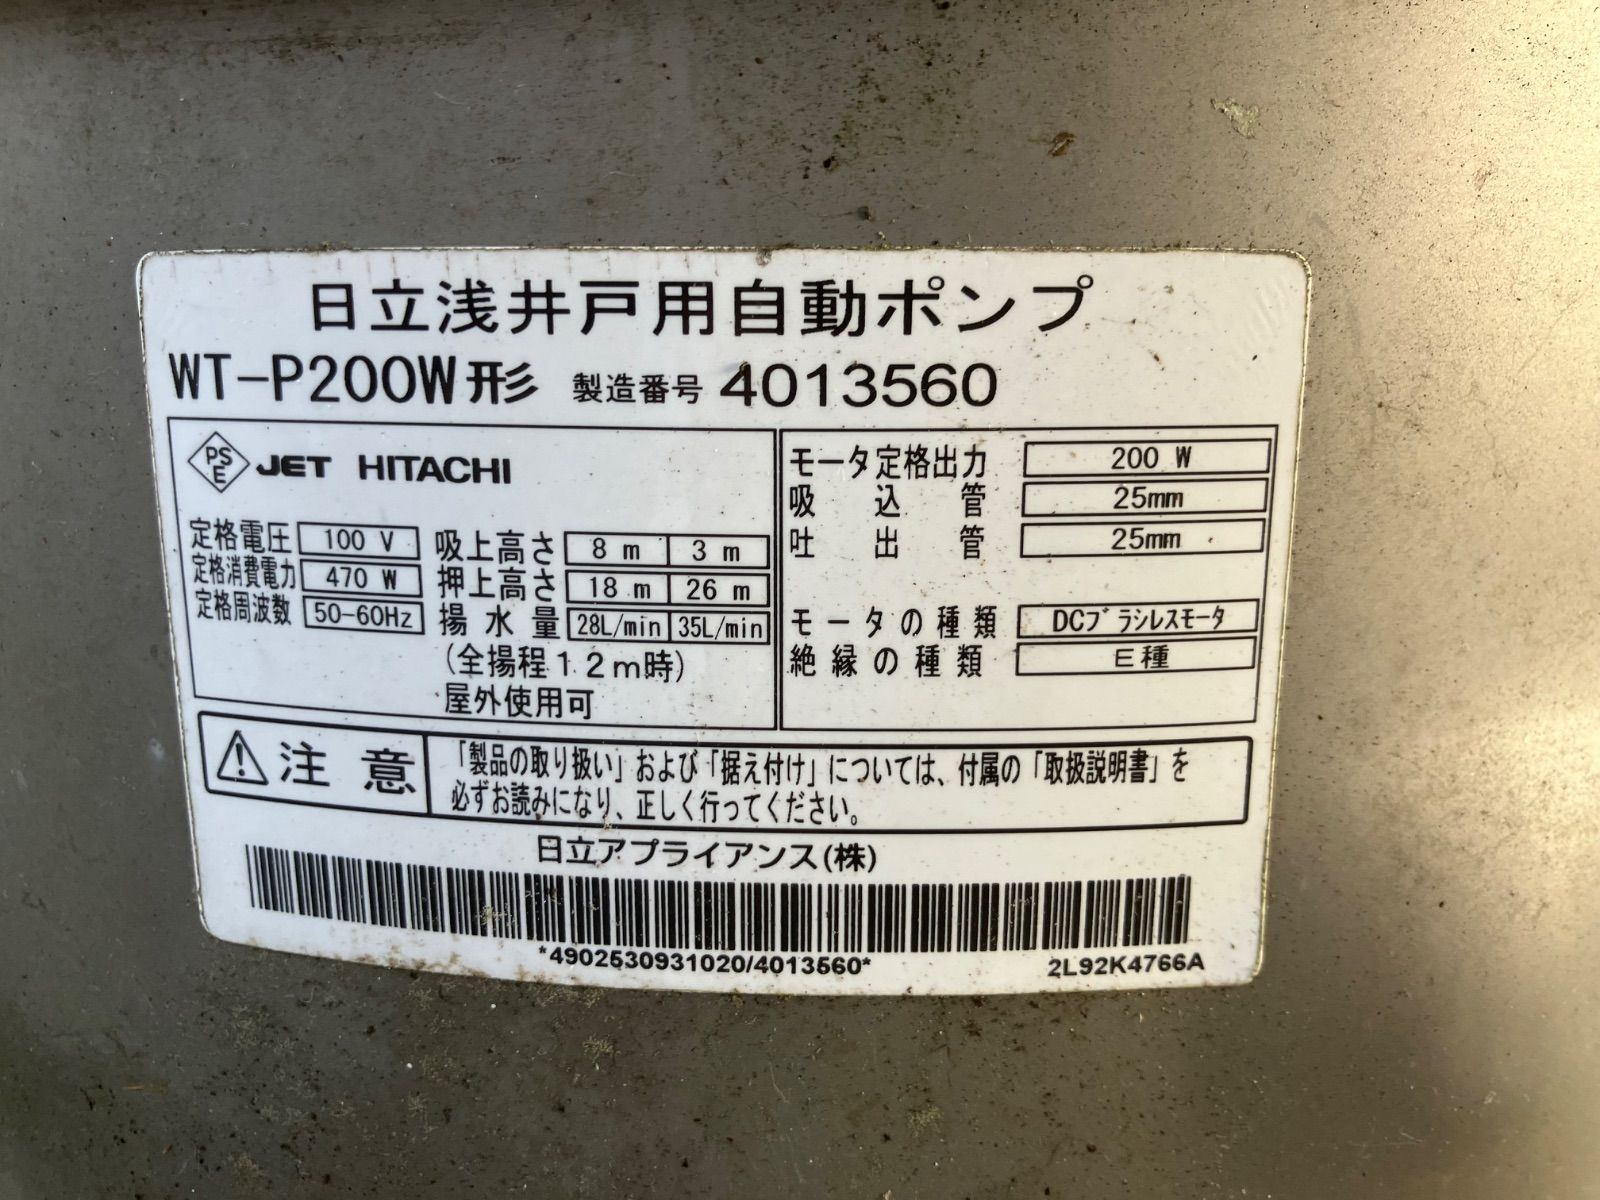 日立浅井戸用自動ポンプ
WT-P200W形 製造番号 4013560
PSE JET HITACHI
定格電圧 100 V
定格消費電力 470 W
定格周波数 50-60Hz
吸上高さ 8 m 3 m
押上高さ 18 m 26 m
揚水量 28L/min 35L/min
(全揚程12m時)
屋外使用可
モータ定格出力 200 W
吸込管 25mm
吐出管 25mm
モータの種類 DCブラシレスモータ
絶縁の種類 E種
注意
「製品の取り扱い」および「据え付け」については、付属の「取扱説明書」を
必ずお読みになり、正しく行ってください。
日立アプライアンス(株)
*4902530931020/4013560*
2L92K4766A